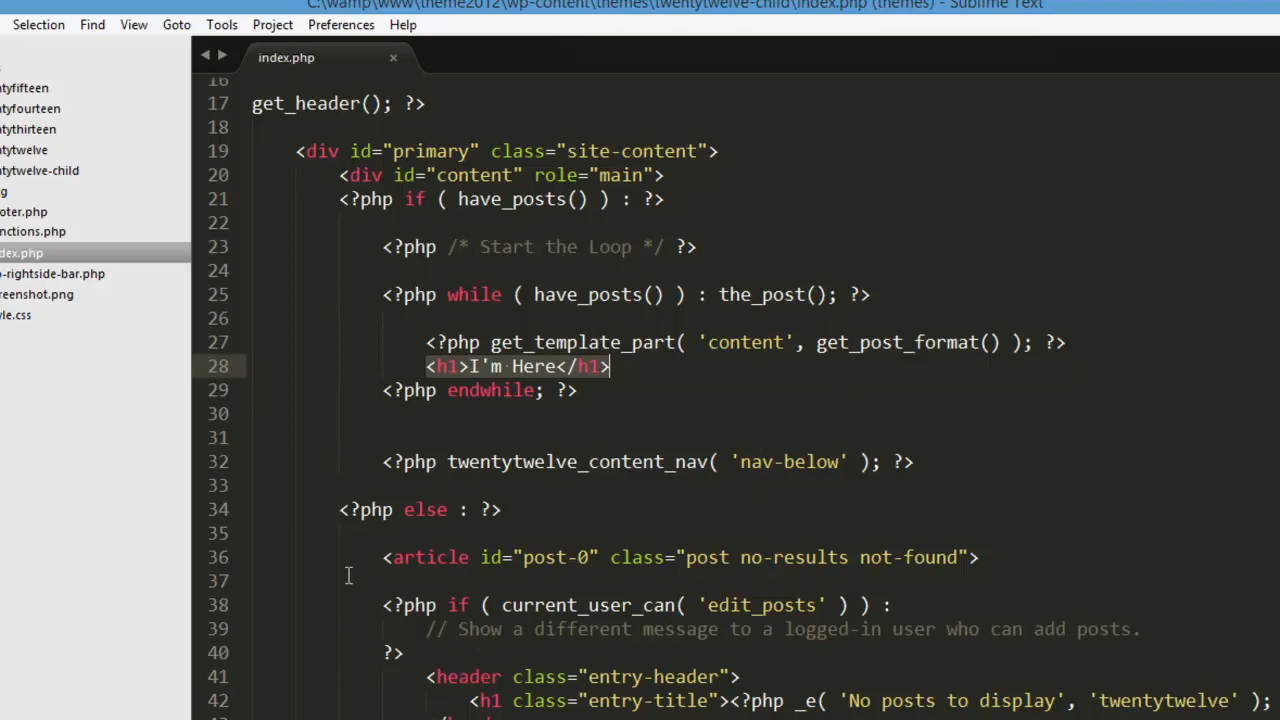 C:\wamp\www\theme2012\wp-content\themes\twentytwelve-child\index.php (themes) - Sublime Text
Selection Find View Goto Tools Project Preferences Help
index.php ×
s
ntyfifteen
ntyfourteen
ntythirteen
ntytwelve
ntytwelve-child
ng
oter.php
nctions.php
dex.php
o-rightside-bar.php
reenshot.png
yle.css
16
17 get_header(); ?>
18
19 <div id="primary" class="site-content">
20 <div id="content" role="main">
21 <?php if ( have_posts() ) : ?>
22
23 <?php /* Start the Loop */ ?>
24
25 <?php while ( have_posts() ) : the_post(); ?>
26
27 <?php get_template_part( 'content', get_post_format() ); ?>
28 <h1>I'm Here</h1>
29 <?php endwhile; ?>
30
31
32 <?php twentytwelve_content_nav( 'nav-below' ); ?>
33
34 <?php else : ?>
35
36 <article id="post-0" class="post no-results not-found">
37
38 <?php if ( current_user_can( 'edit_posts' ) ) :
39 // Show a different message to a logged-in user who can add posts.
40 ?>
41 <header class="entry-header">
42 <h1 class="entry-title"><?php _e( 'No posts to display', 'twentytwelve' );